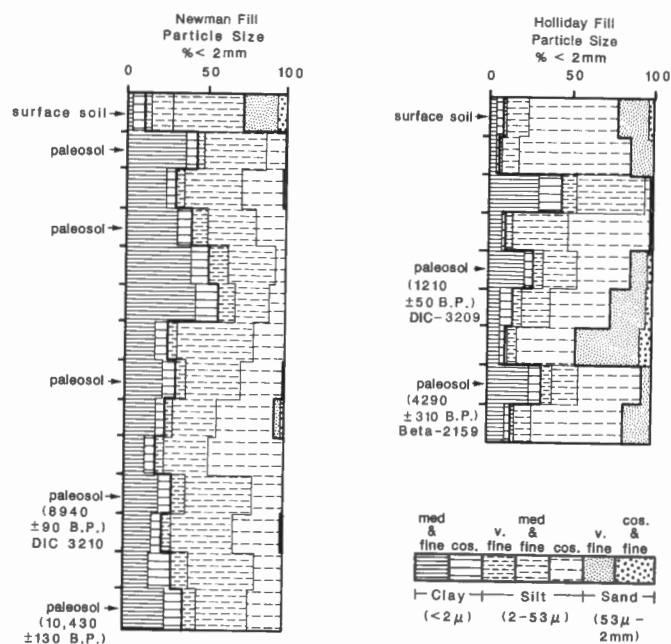 Newman Fill
Particle Size
%< 2mm
0 50 100
surface soil
paleosol
paleosol
paleosol
paleosol
(8940
±90 B.P.)
DIC 3210
paleosol
(10,430
±130 B.P.)
Holliday Fill
Particle Size
% < 2mm
0 50 100
surface soil
paleosol
(1210
±50 B.P.)
DIC-3209
paleosol
(4290
±310 B.P.)
Beta-2159
med & fine cos. v. fine med & fine cos. v. fine cos. & fine
Clay Silt Sand
(<2μ) (2-53μ) (53μ-
2mm)